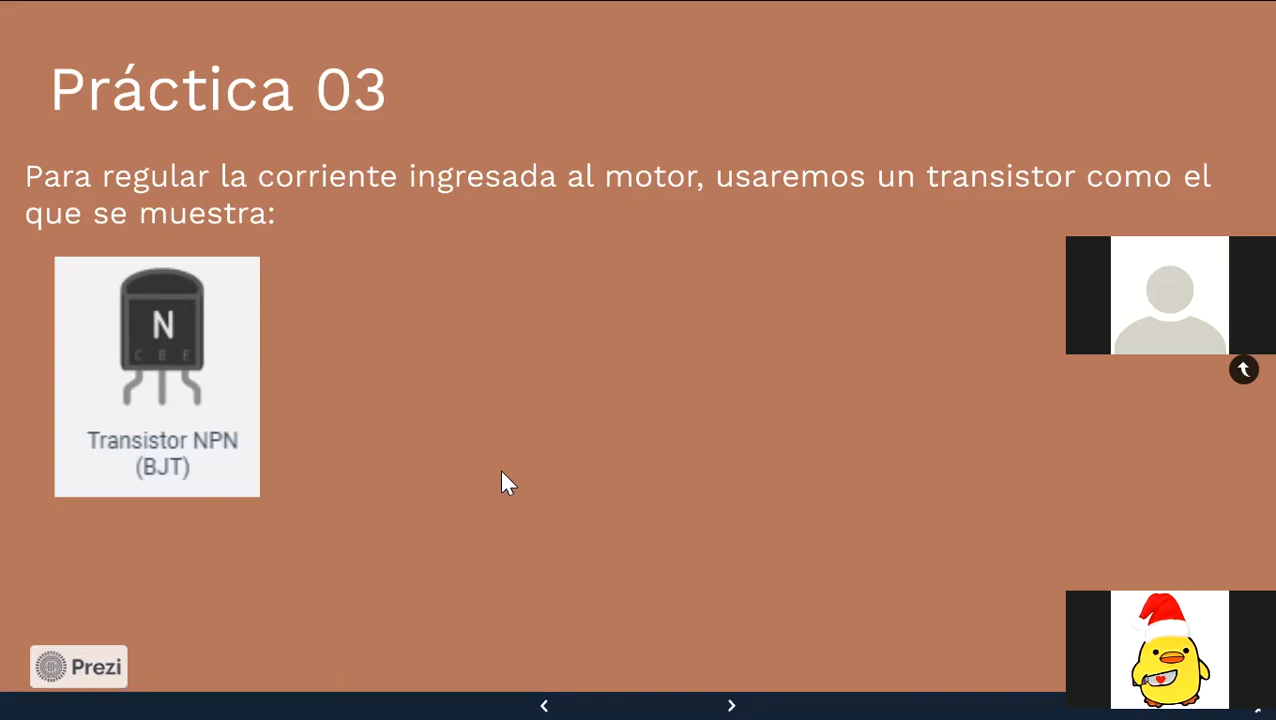 Práctica 03
Para regular la corriente ingresada al motor, usaremos un transistor como el
que se muestra:
N
C B E
Transistor NPN
(BJT)
Prezi